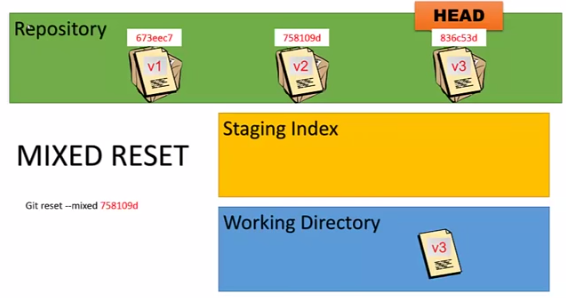 HEAD
Repository
673eec7
758109d
836c53d
v1
v2
v3
Staging Index
MIXED RESET
Git reset --mixed 758109d
Working Directory
v3